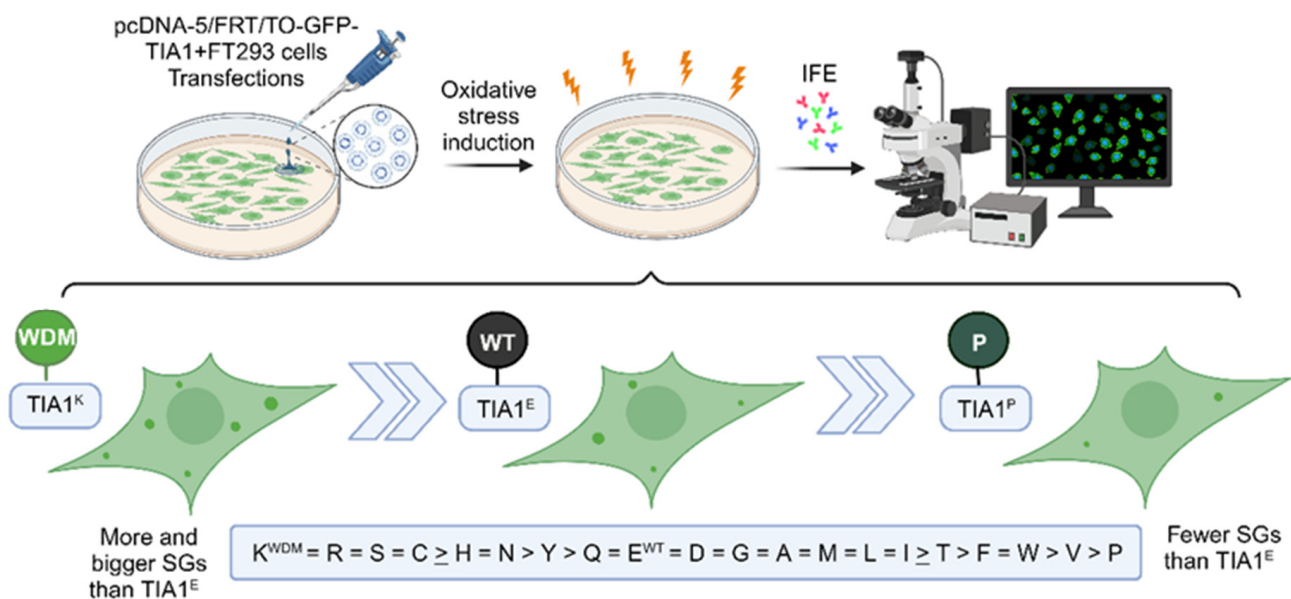 pcDNA-5/FRT/TO-GFP-
TIA1+FT293 cells
Transfections
Oxidative
stress
induction
IFE
WDM
TIA1ᴷ
WT
TIA1ᴱ
P
TIA1ᴾ
More and
bigger SGs
than TIA1ᴱ
Kᵂᴰᴹ = R = S = C ≥ H = N > Y > Q = Eᵂᵀ = D = G = A = M = L = I ≥ T > F = W > V > P
Fewer SGs
than TIA1ᴱ